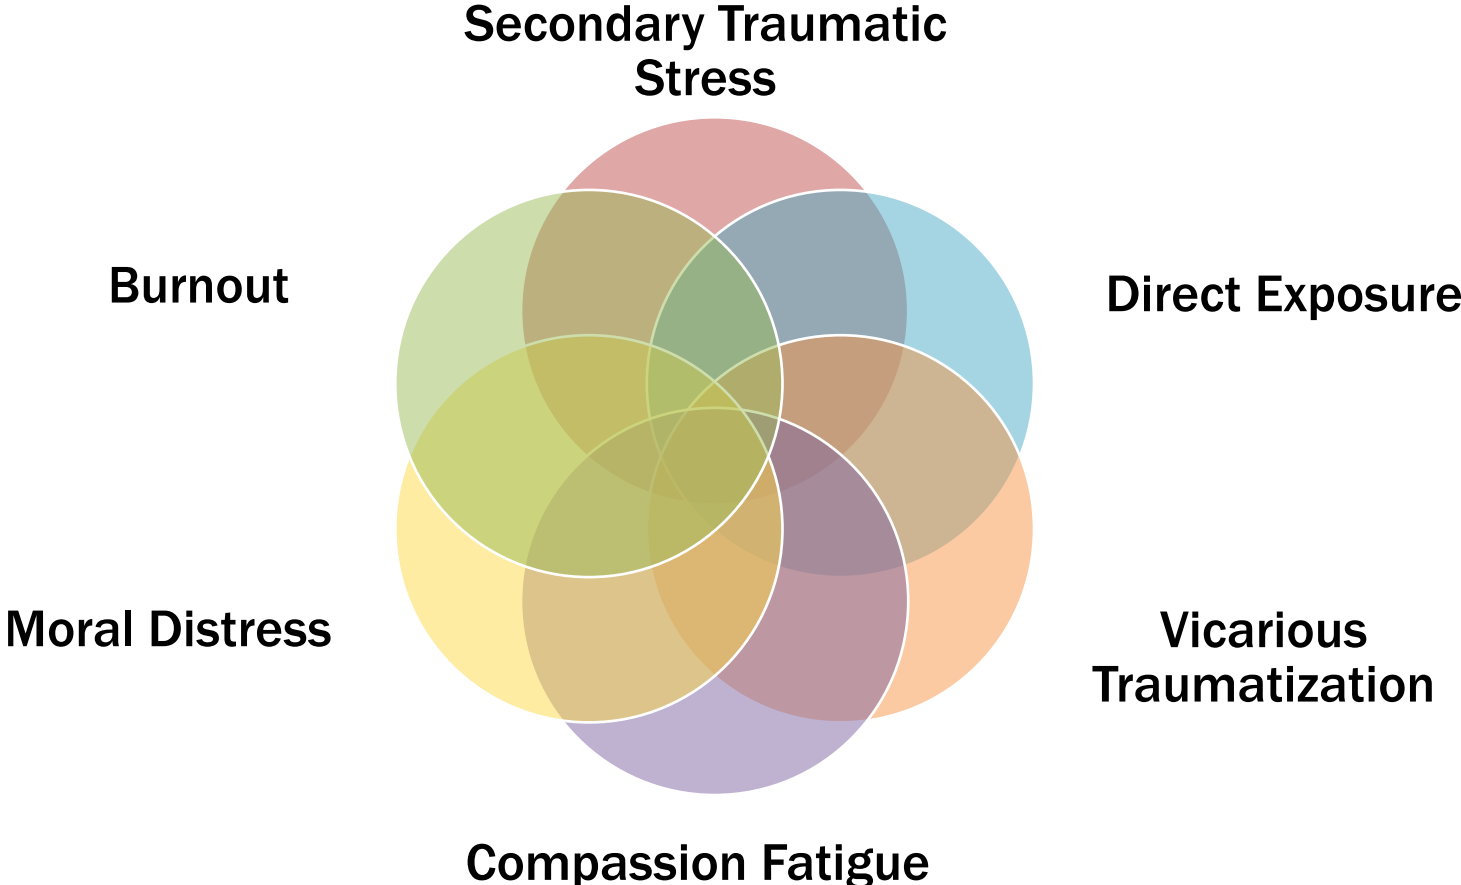 Secondary Traumatic
Stress
Burnout
Direct Exposure
Moral Distress
Vicarious
Traumatization
Compassion Fatigue